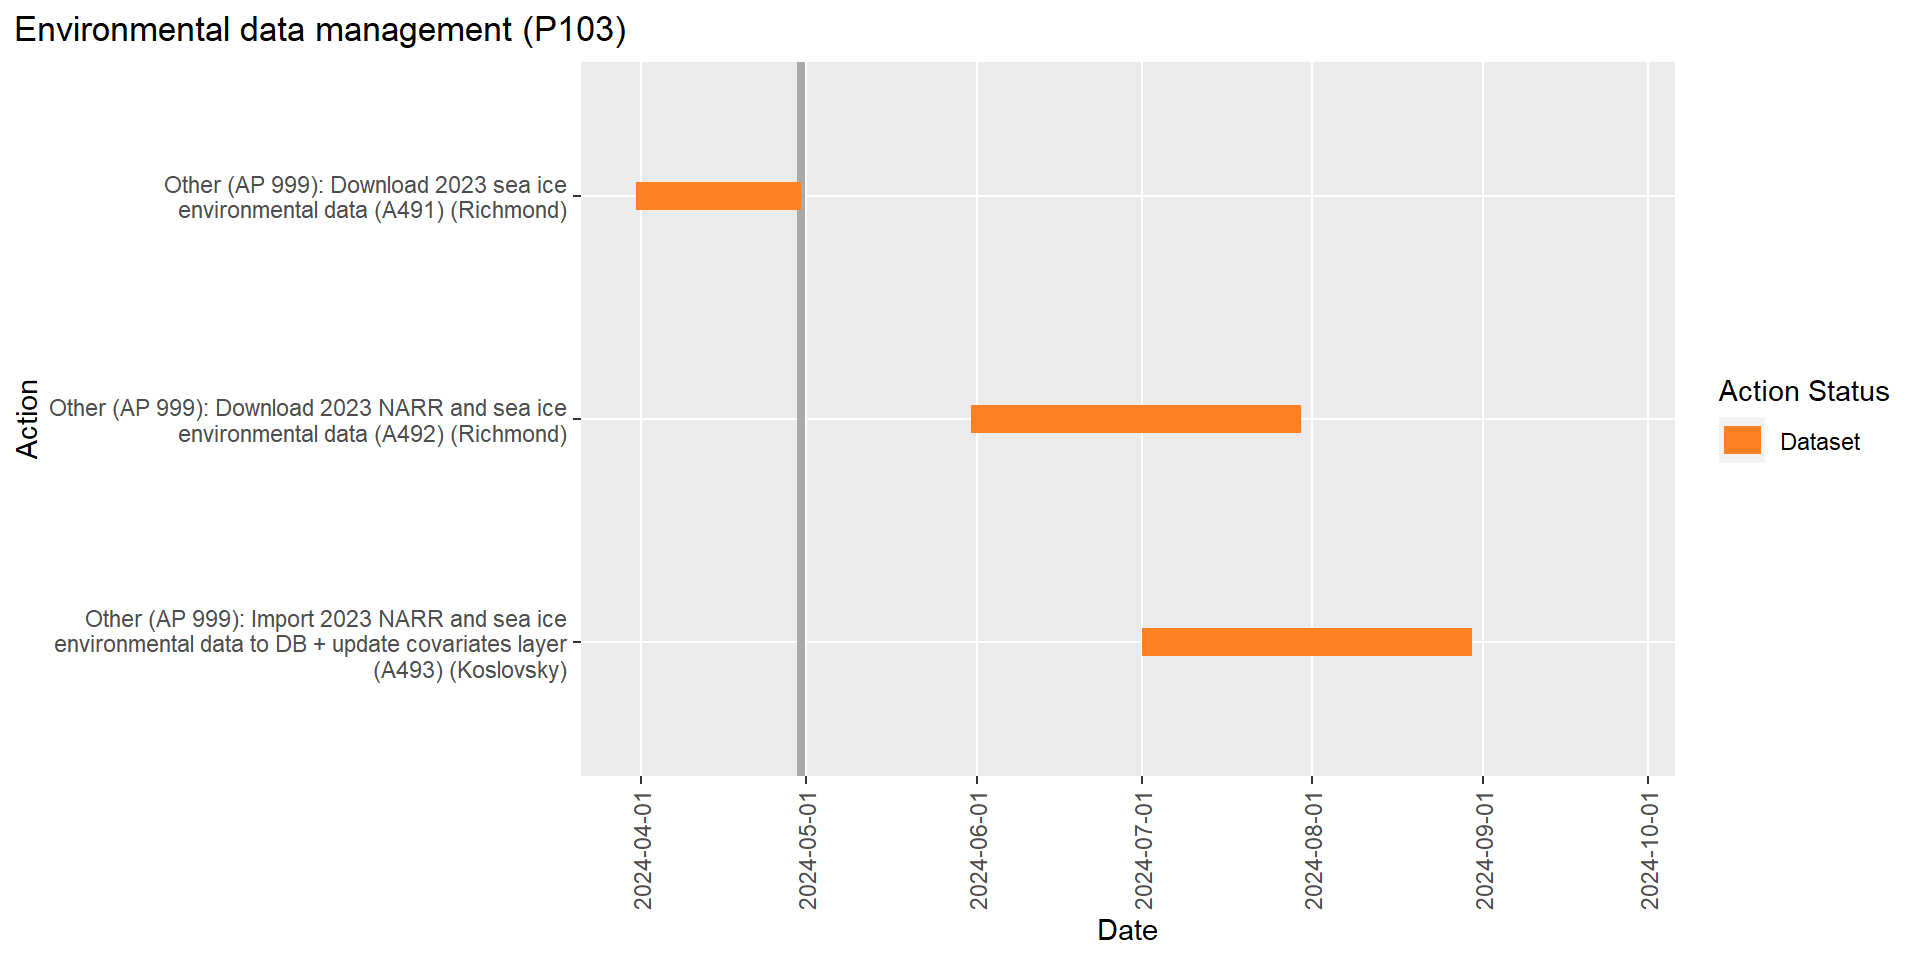 Environmental data management (P103)
Other (AP 999): Download 2023 sea ice
environmental data (A491) (Richmond)
Other (AP 999): Download 2023 NARR and sea ice
environmental data (A492) (Richmond)
Other (AP 999): Import 2023 NARR and sea ice
environmental data to DB + update covariates layer
(A493) (Koslovsky)
Action
2024-04-01
2024-05-01
2024-06-01
2024-07-01
2024-08-01
2024-09-01
2024-10-01
Date
Action Status
Dataset